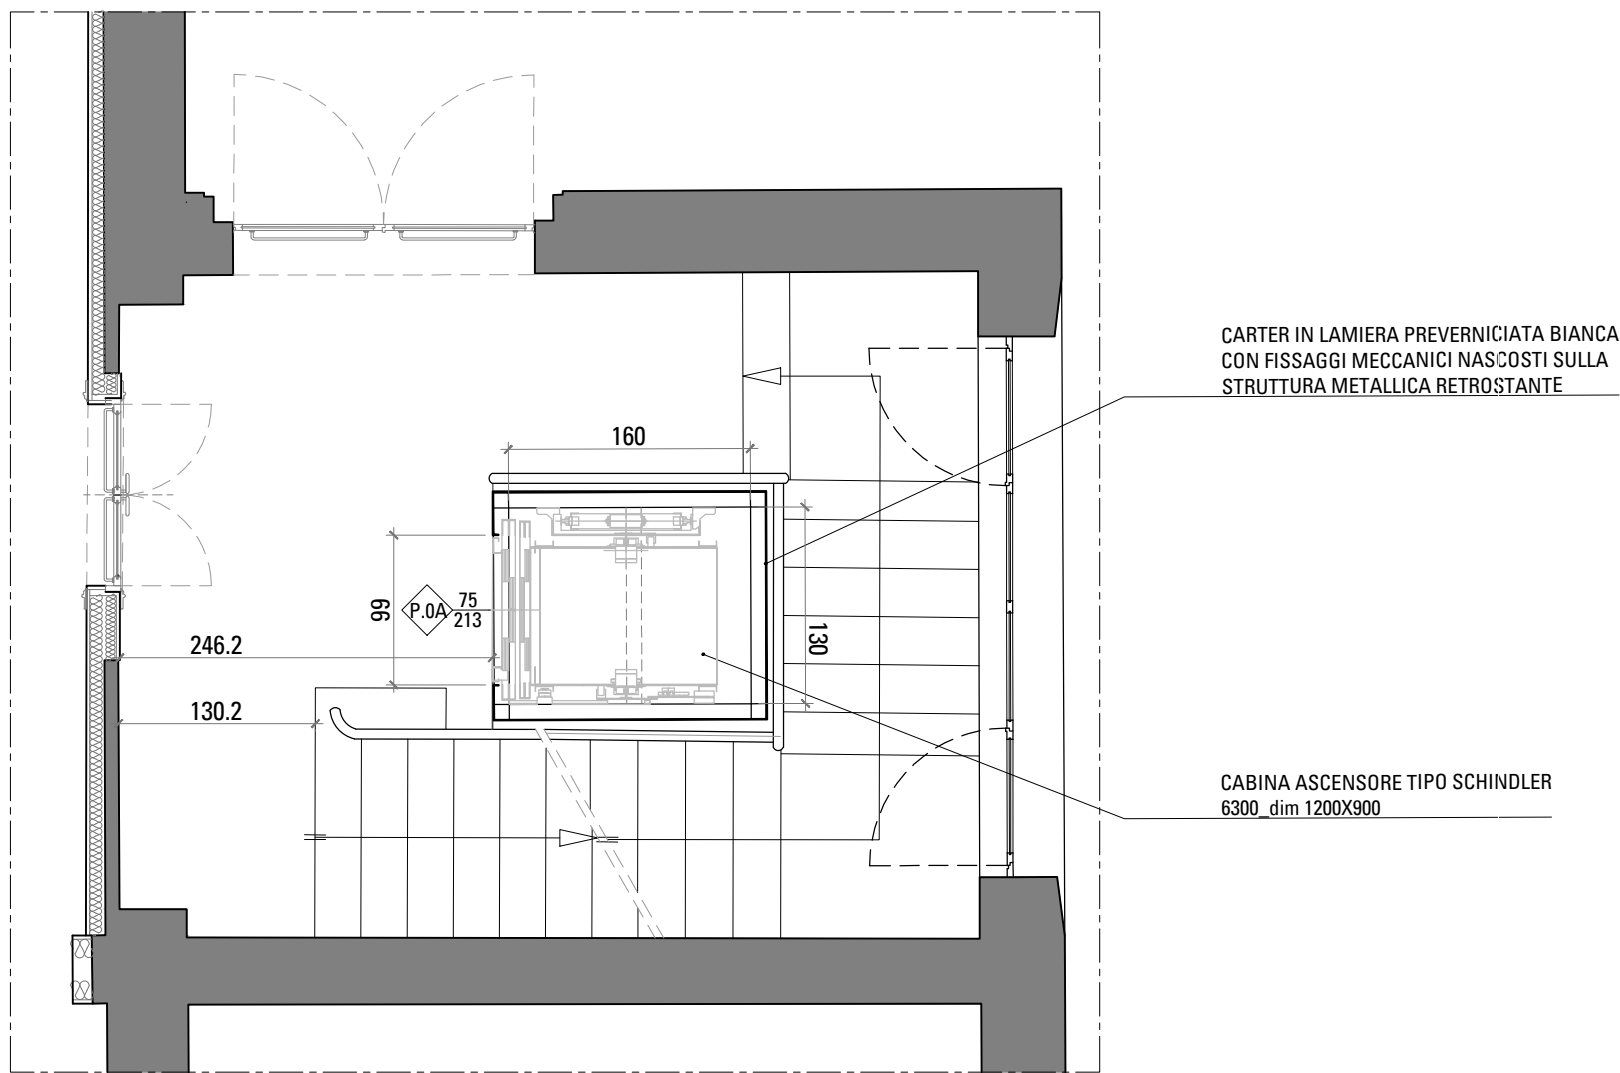 CARTER IN LAMIERA PREVERNICIATA BIANCA
CON FISSAGGI MECCANICI NASCOSTI SULLA
STRUTTURA METALLICA RETROSTANTE
160
99
P.0A
75
213
130
246.2
130.2
CABINA ASCENSORE TIPO SCHINDLER
6300_dim 1200X900